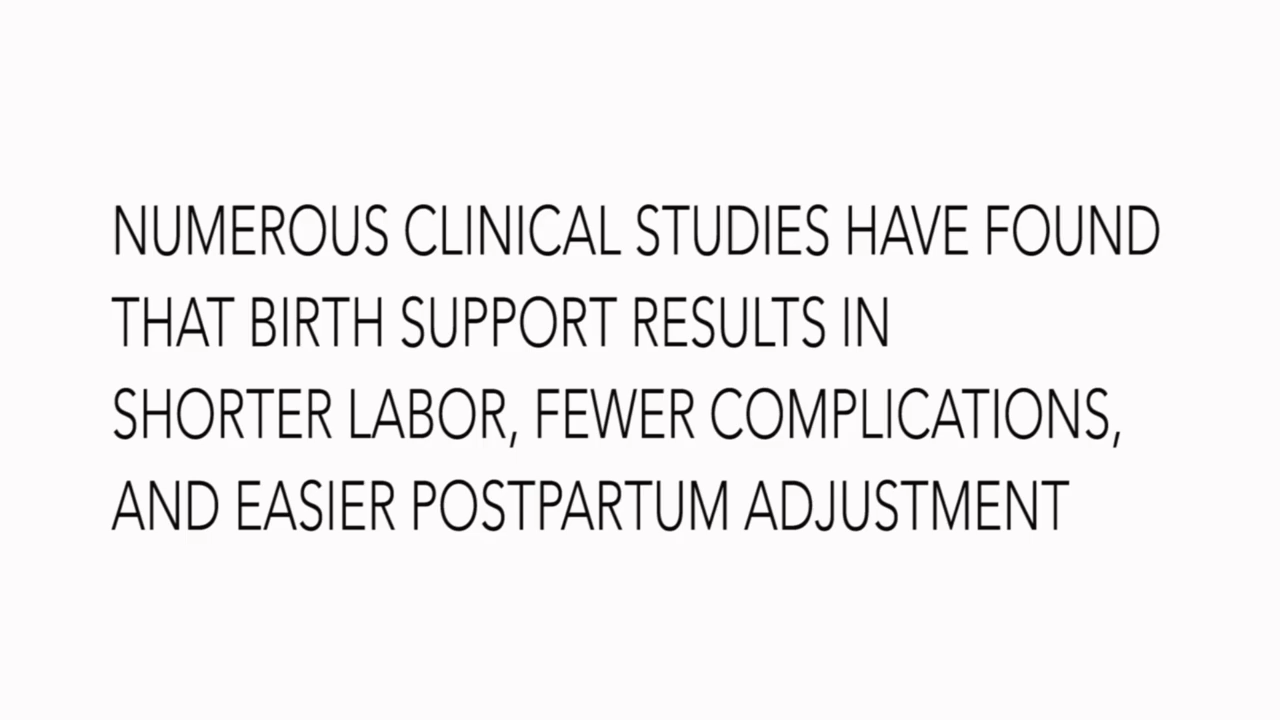 NUMEROUS CLINICAL STUDIES HAVE FOUND
THAT BIRTH SUPPORT RESULTS IN
SHORTER LABOR, FEWER COMPLICATIONS,
AND EASIER POSTPARTUM ADJUSTMENT